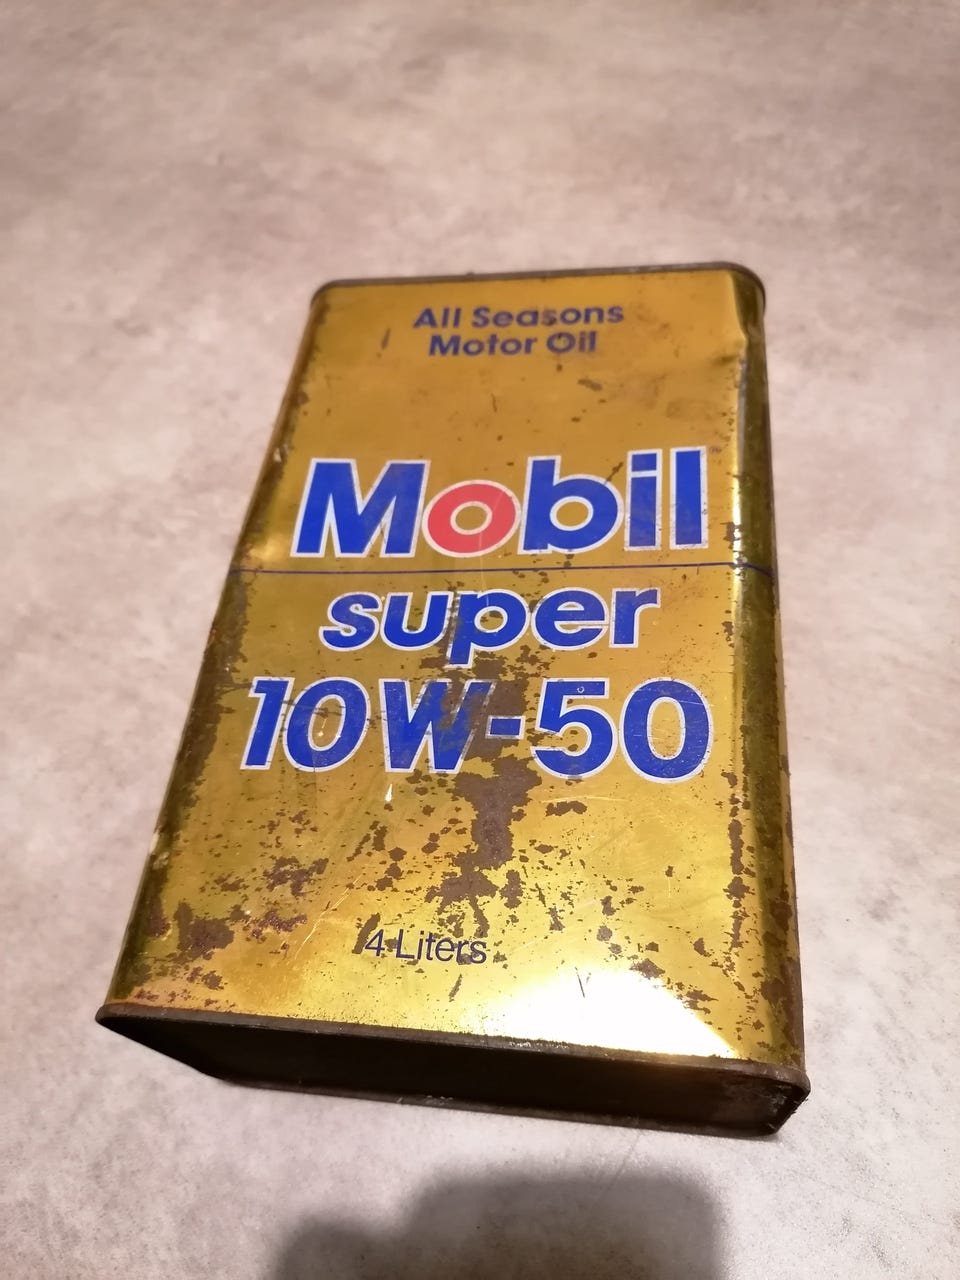 All Seasons
Motor Oil
Mobil
super
10W-50
4 Liters